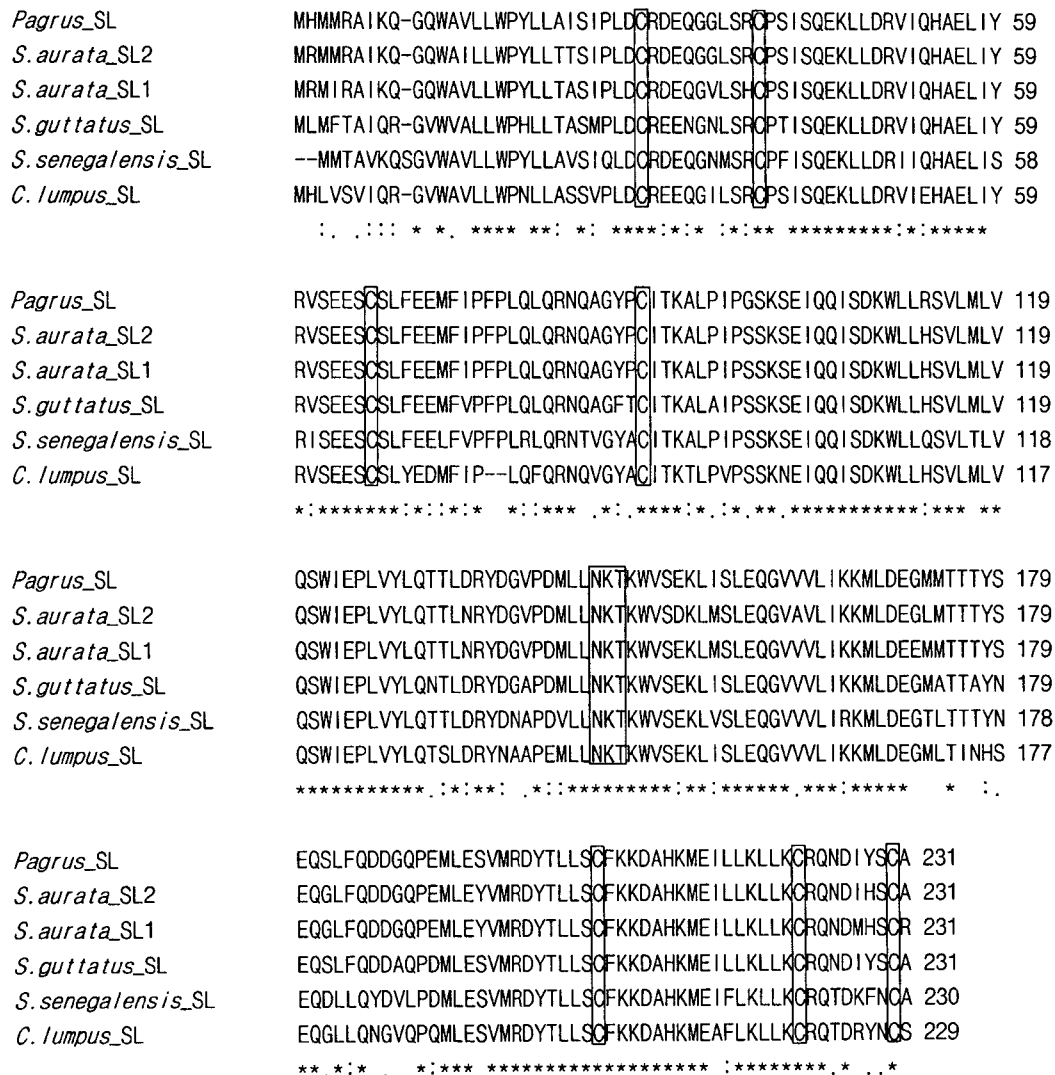 Pagrus_SL MHMMRAIKQ-GQWAVLLWPYLLAISIPLDCRDEQGGLSRCPSISQEKLLDRVIQHAELIY 59
S.aurata_SL2 MRMMRAIKQ-GQWAILLWPYLLTTSIPLDCRDEQGGLSRCPSISQEKLLDRVIQHAELIY 59
S.aurata_SL1 MRMIRAIKQ-GQWAVLLWPYLLTASIPLDCRDEQGVLSHCPSISQEKLLDRVIQHAELIY 59
S.guttatus_SL MLMFTAIQR-GVWVALLWPHLLTASMPLDCREENGNLSRCPTISQEKLLDRVIQHAELIY 59
S.senegalensis_SL --MMTAVKQSGVWAVLLWPYLLAVSIQLDCRDEQGNMSRCPFISQEKLLDRIIQHAELIS 58
C.lumpus_SL MHLVSVIQR-GVWAVLLWPNLLASSVPLDCREEQGILSRCPSISQEKLLDRVIEHAELIY 59
:. .::: * *. **** **: *: ****:*:* :*:** *********:*:*****
Pagrus_SL RVSEESCSLFEEMFIPFPLQLQRNQAGYPCITKALPIPGSKSEIQQISDKWLLRSVLMLV 119
S.aurata_SL2 RVSEESCSLFEEMFIPFPLQLQRNQAGYPCITKALPIPSSKSEIQQISDKWLLHSVLMLV 119
S.aurata_SL1 RVSEESCSLFEEMFIPFPLQLQRNQAGYPCITKALPIPSSKSEIQQISDKWLLHSVLMLV 119
S.guttatus_SL RVSEESCSLFEEMFVPFPLQLQRNQAGFTCITKALAIPSSKSEIQQISDKWLLHSVLMLV 119
S.senegalensis_SL RISEESCSLFEELFVPFPLRLQRNTVGYACITKALPIPSSKSEIQQISDKWLLQSVLTLV 118
C.lumpus_SL RVSEESCSLYEDMFIP--LQFQRNQVGYACITKTLPVPSSKNEIQQISDKWLLHSVLMLV 117
*:*******:*::*:* *::*** .*:.****:*.:*.**.***********:*** **
Pagrus_SL QSWIEPLVYLQTTLDRYDGVPDMLLNKTKWVSEKLISLEQGVVVLIKKMLDEGMMTTTYS 179
S.aurata_SL2 QSWIEPLVYLQTTLNRYDGVPDMLLNKTKWVSDKLMSLEQGVAVLIKKMLDEGLMTTTYS 179
S.aurata_SL1 QSWIEPLVYLQTTLNRYDGVPDMLLNKTKWVSEKLMSLEQGVVVLIKKMLDEEMMTTTYS 179
S.guttatus_SL QSWIEPLVYLQNTLDRYDGAPDMLLNKTKWVSEKLISLEQGVVVLIKKMLDEGMATTAYN 179
S.senegalensis_SL QSWIEPLVYLQTTLDRYDNAPDVLLNKTKWVSEKLVSLEQGVVVLIRKMLDEGTLTTTYN 178
C.lumpus_SL QSWIEPLVYLQTSLDRYNAAPEMLLNKTKWVSEKLISLEQGVVVLIKKMLDEGMLTINHS 177
***********.:*:**: .*::*********:**:******.***:***** * :.
Pagrus_SL EQSLFQDDGQPEMLESVMRDYTLLSCFKKDAHKMEILLKLLKCRQNDIYSCA 231
S.aurata_SL2 EQGLFQDDGQPEMLEYVMRDYTLLSCFKKDAHKMEILLKLLKCRQNDIHSCA 231
S.aurata_SL1 EQGLFQDDGQPEMLESVMRDYTLLSCFKKDAHKMEILLKLLKCRQNDMHSCR 231
S.guttatus_SL EQSLFQDDAQPDMLESVMRDYTLLSCFKKDAHKMEILLKLLKCRQNDIYSCA 231
S.senegalensis_SL EQDLLQYDVLPDMLESVMRDYTLLSCFKKDAHKMEIFLKLLKCRQTDKFNCA 230
C.lumpus_SL EQGLLQNGVQPQMLESVMRDYTLLSCFKKDAHKMEAFLKLLKCRQTDRYNCS 229
**.*:* . *:*** ******************* :********.* ..*